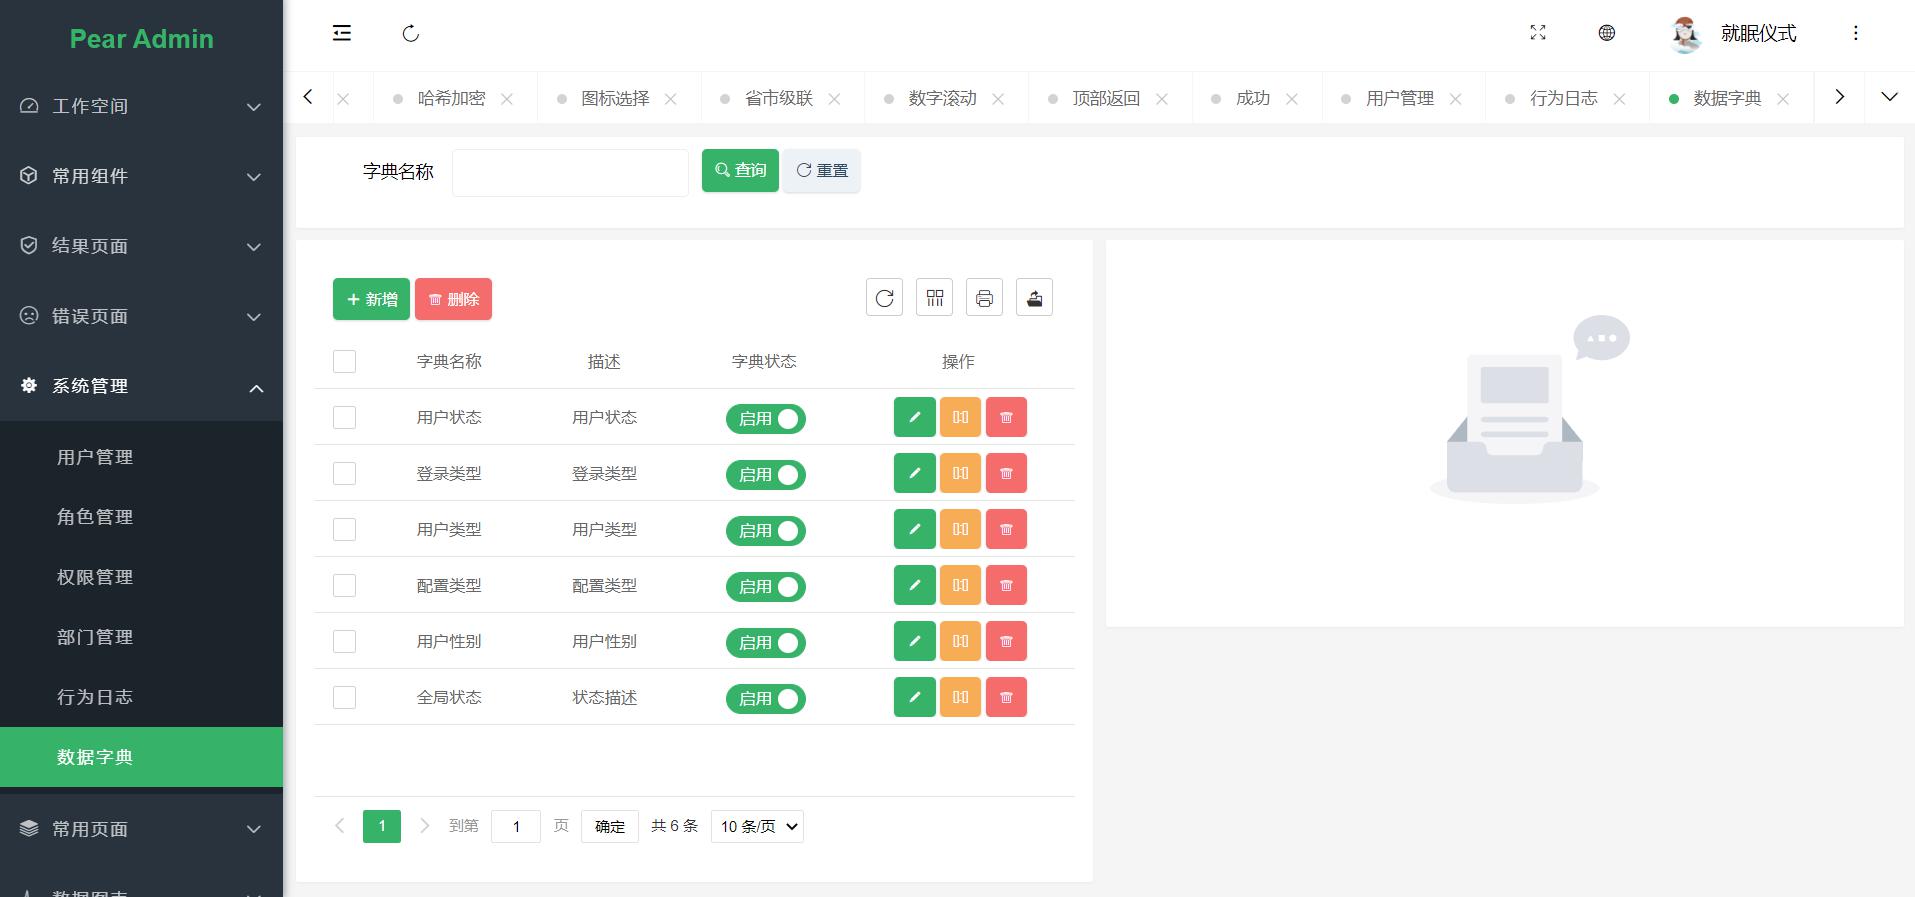 Pear Admin
就眠仪式
哈希加密
图标选择
省市级联
数字滚动
顶部返回
成功
用户管理
行为日志
数据字典
工作空间
常用组件
结果页面
错误页面
系统管理
用户管理
角色管理
权限管理
部门管理
行为日志
数据字典
常用页面
数据图表
字典名称
查询
重置
新增
删除
字典名称 描述 字典状态 操作
用户状态 用户状态 启用
登录类型 登录类型 启用
用户类型 用户类型 启用
配置类型 配置类型 启用
用户性别 用户性别 启用
全局状态 状态描述 启用
1 到第 1 页 确定 共 6 条 10 条/页